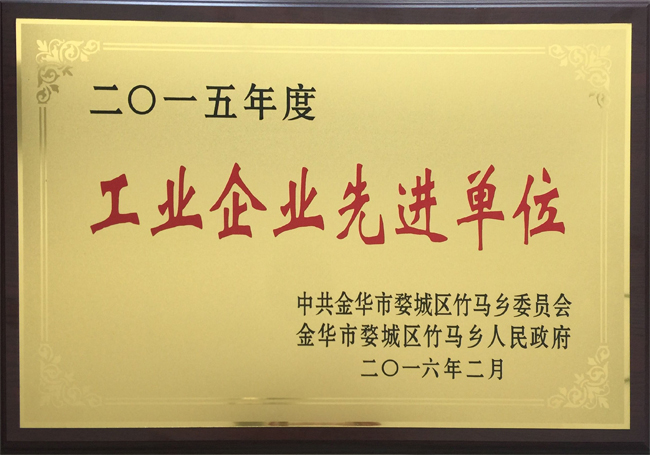 二〇一五年度
工业企业先进单位
中共金华市婺城区竹马乡委员会
金华市婺城区竹马乡人民政府
二〇一六年二月